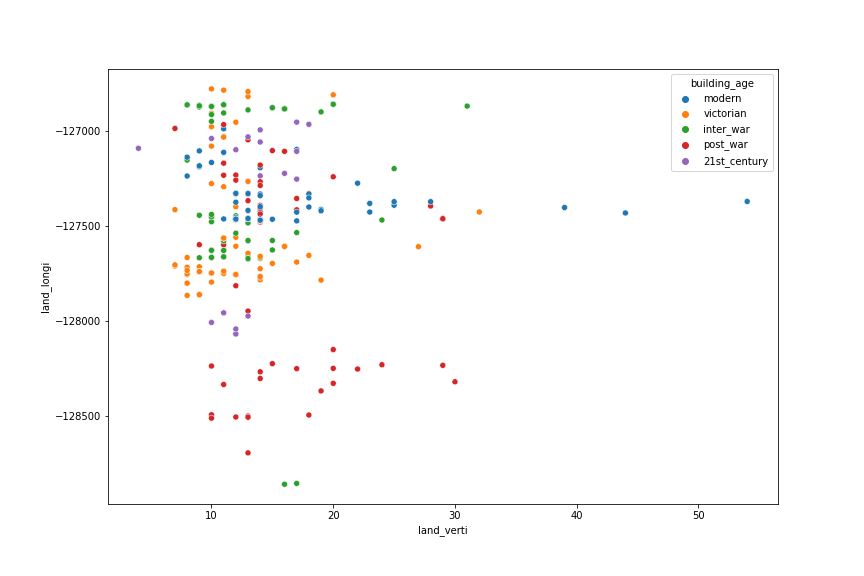 building_age
modern
victorian
inter_war
post_war
21st_century
−127000
−127500
−128000
−128500
land_longi
10
20
30
40
50
land_verti